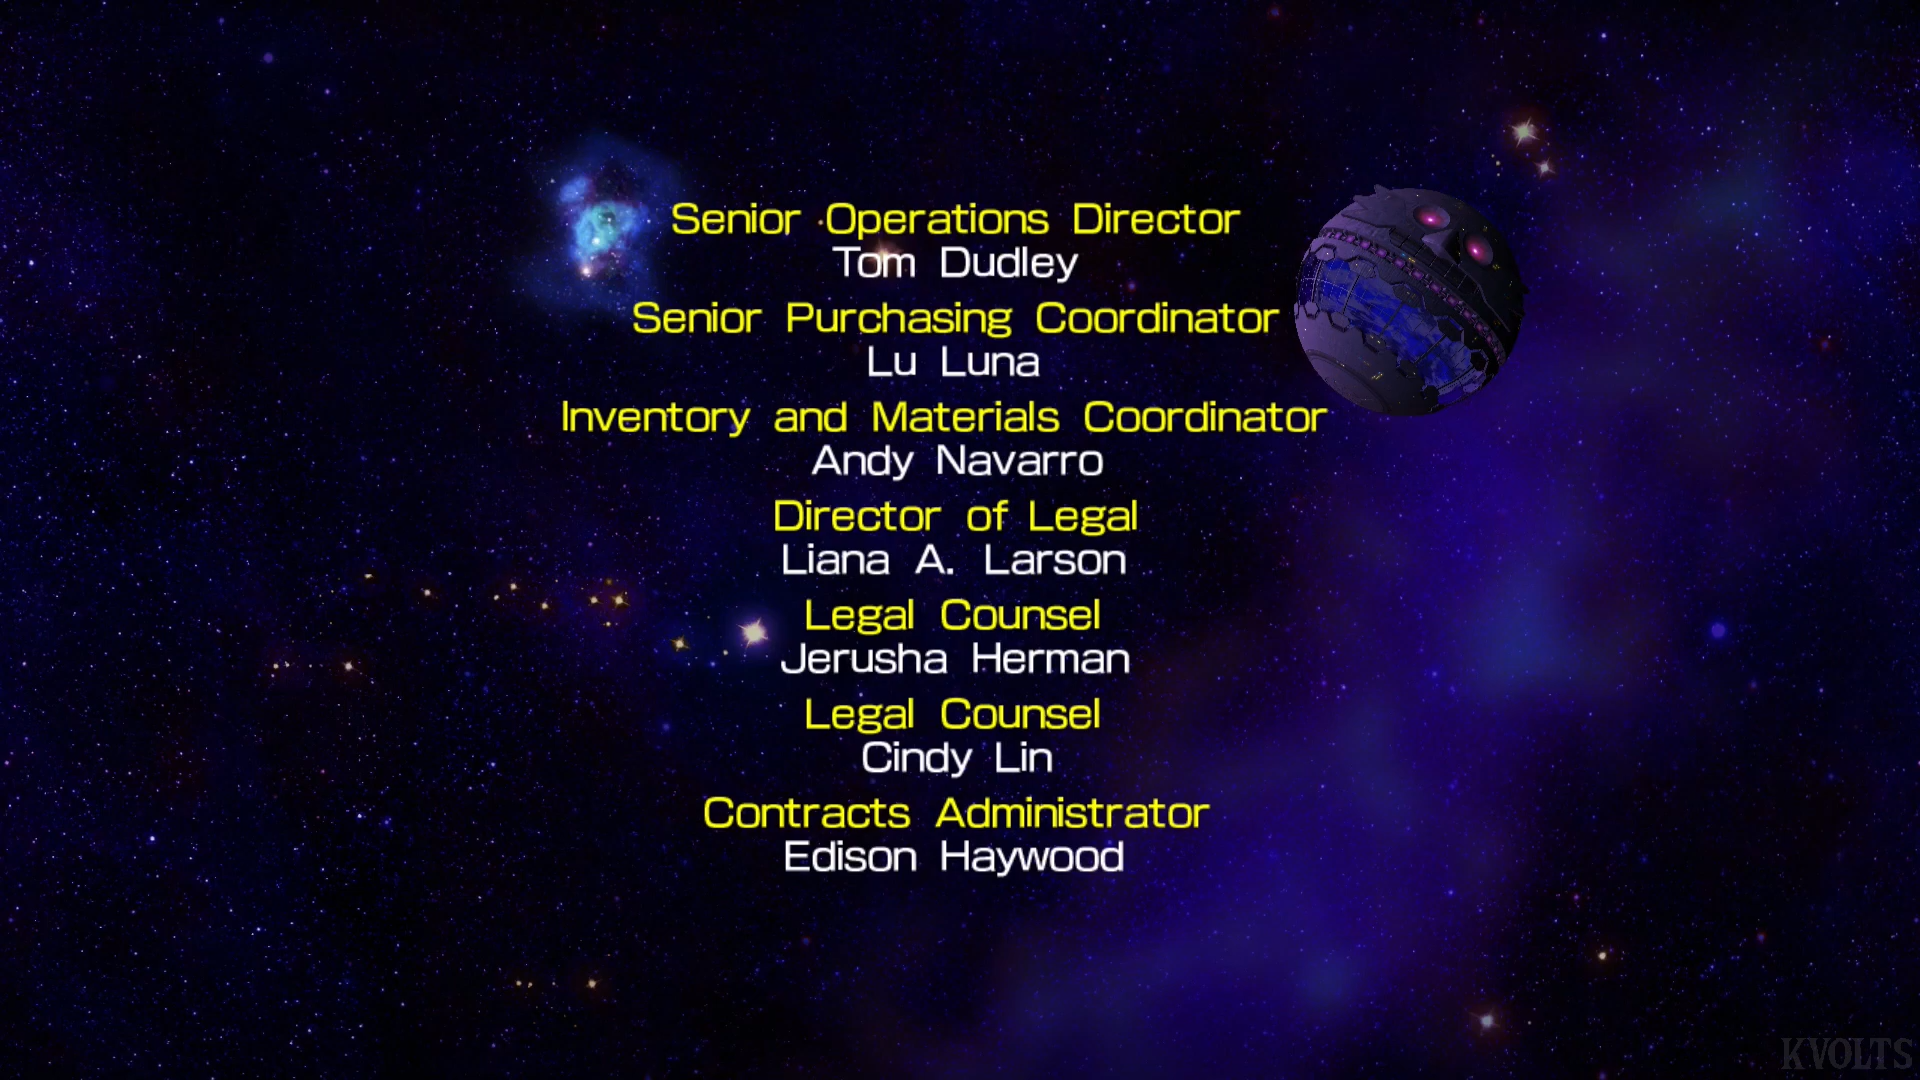 Senior Operations Director
Tom Dudley
Senior Purchasing Coordinator
Lu Luna
Inventory and Materials Coordinator
Andy Navarro
Director of Legal
Liana A. Larson
Legal Counsel
Jerusha Herman
Legal Counsel
Cindy Lin
Contracts Administrator
Edison Haywood
KVOLTS